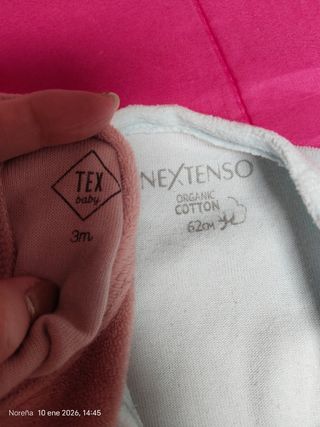 TEX
baby
3m
NEXTENSO
ORGANIC
COTTON
62CM
Noreña 10 ene 2026, 14:45